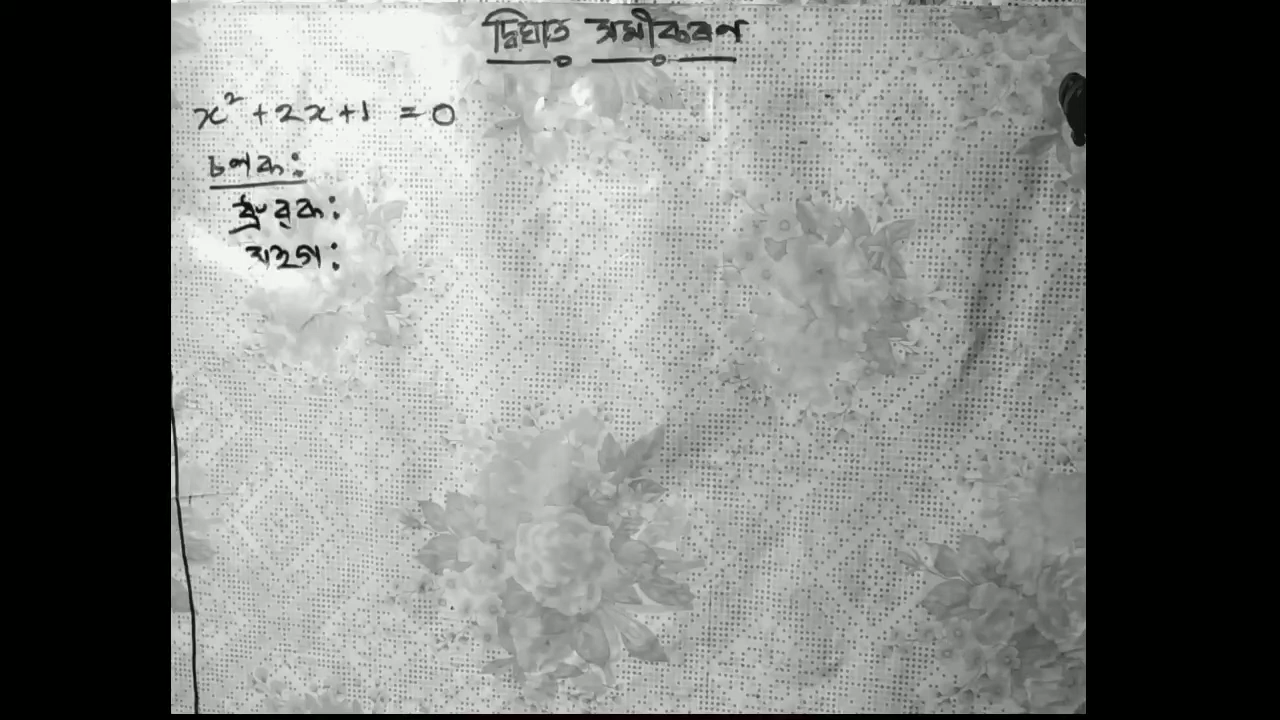 দ্বিঘাত সমীকরণ
x² + 2x + 1 = 0
চলক:
ধ্রুবক:
সহগ: